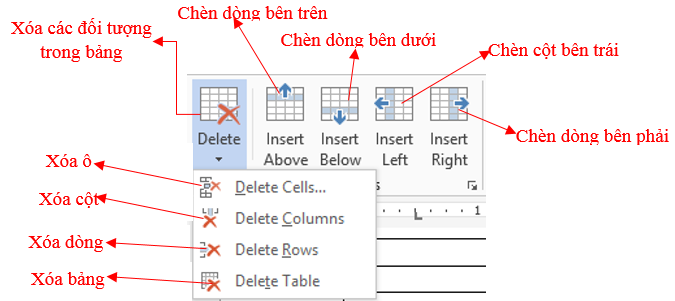 Chèn dòng bên trên
Xóa các đối tượng
trong bảng
Chèn dòng bên dưới
Chèn cột bên trái
Chèn dòng bên phải
Delete
Insert
Above
Insert
Below
Insert
Left
Insert
Right
Xóa ô
Delete Cells...
s
Xóa cột
Delete Columns
1
Xóa dòng
Delete Rows
Xóa bảng
Delete Table